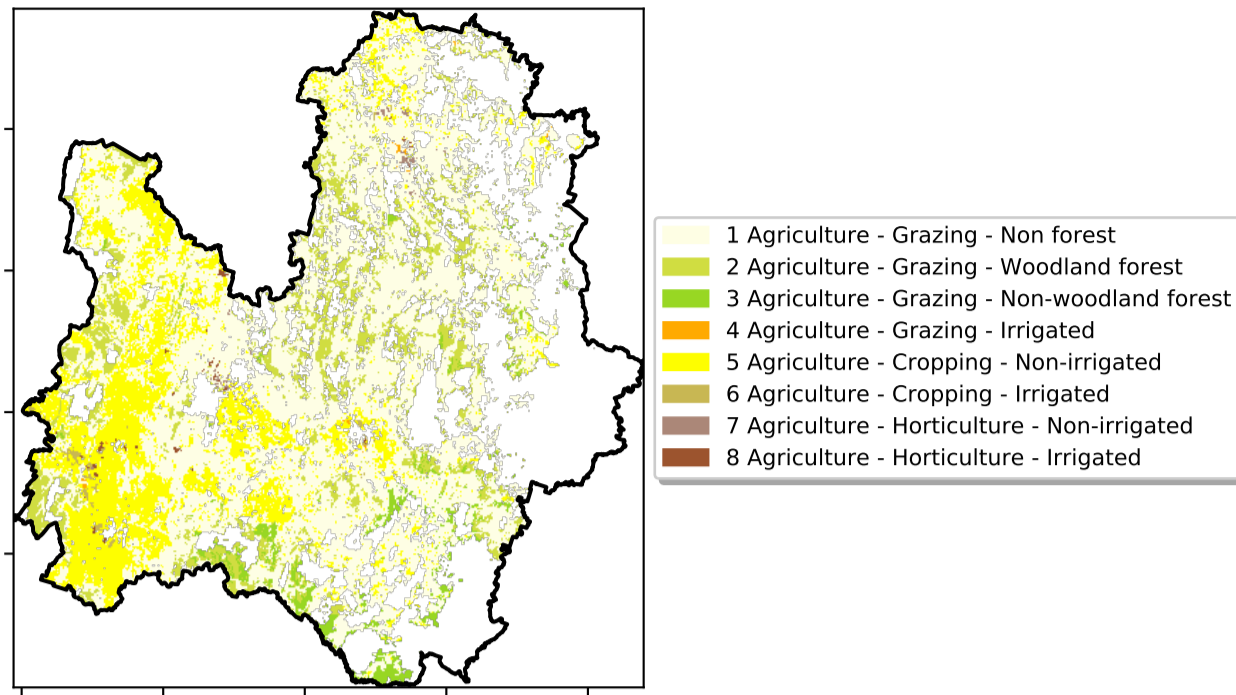 1 Agriculture - Grazing - Non forest
2 Agriculture - Grazing - Woodland forest
3 Agriculture - Grazing - Non-woodland forest
4 Agriculture - Grazing - Irrigated
5 Agriculture - Cropping - Non-irrigated
6 Agriculture - Cropping - Irrigated
7 Agriculture - Horticulture - Non-irrigated
8 Agriculture - Horticulture - Irrigated